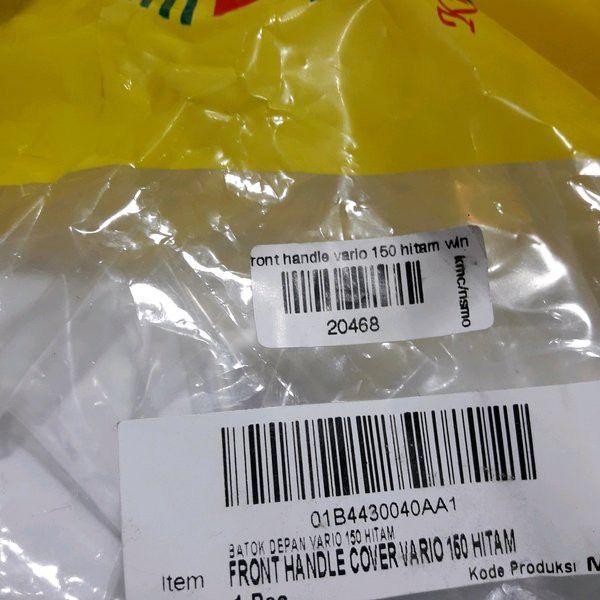 ront handle vario 150 hitam win
kmc/nsmo
20468
01B4430040AA1
BATOK DEPAN VARIO 150 HITAM
Item FRONT HANDLE COVER VARIO 150 HITAM
Kode Produksi M